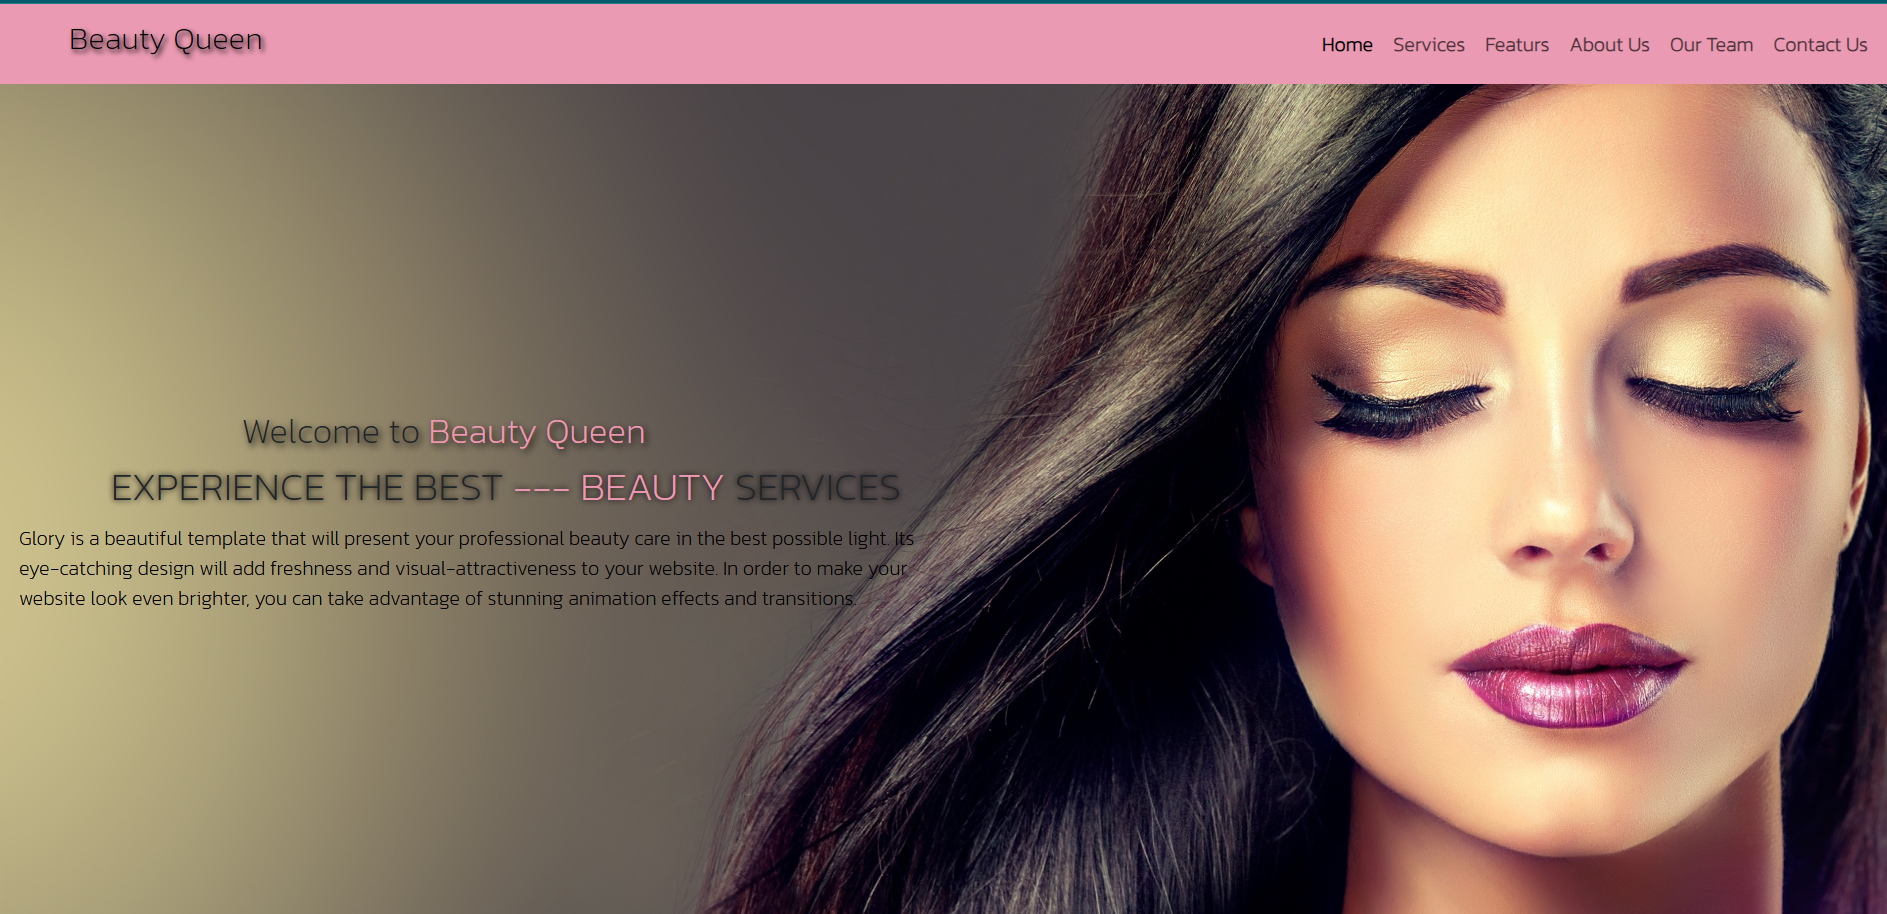 Beauty Queen
Home Services Featurs About Us Our Team Contact Us
Welcome to Beauty Queen
EXPERIENCE THE BEST --- BEAUTY SERVICES
Glory is a beautiful template that will present your professional beauty care in the best possible light. Its
eye-catching design will add freshness and visual-attractiveness to your website. In order to make your
website look even brighter, you can take advantage of stunning animation effects and transitions.